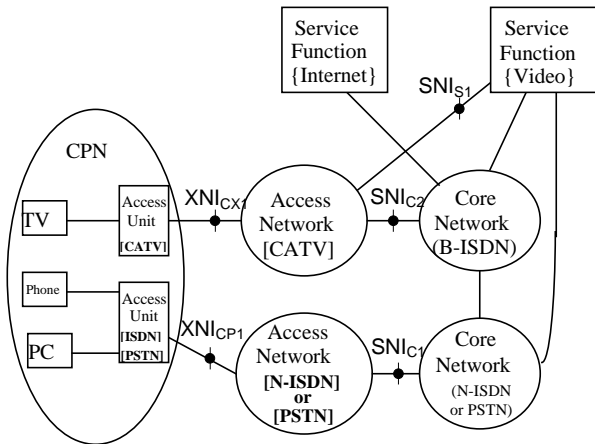 Service
Function
{Internet}
Service
Function
{Video}
SNIS1
CPN
TV
Access
Unit
[CATV]
XNICX1
Access
Network
[CATV]
SNIC2
Core
Network
(B-ISDN)
Phone
PC
Access
Unit
[ISDN]
[PSTN]
XNICP1
Access
Network
[N-ISDN]
or
[PSTN]
SNIC1
Core
Network
(N-ISDN
or PSTN)